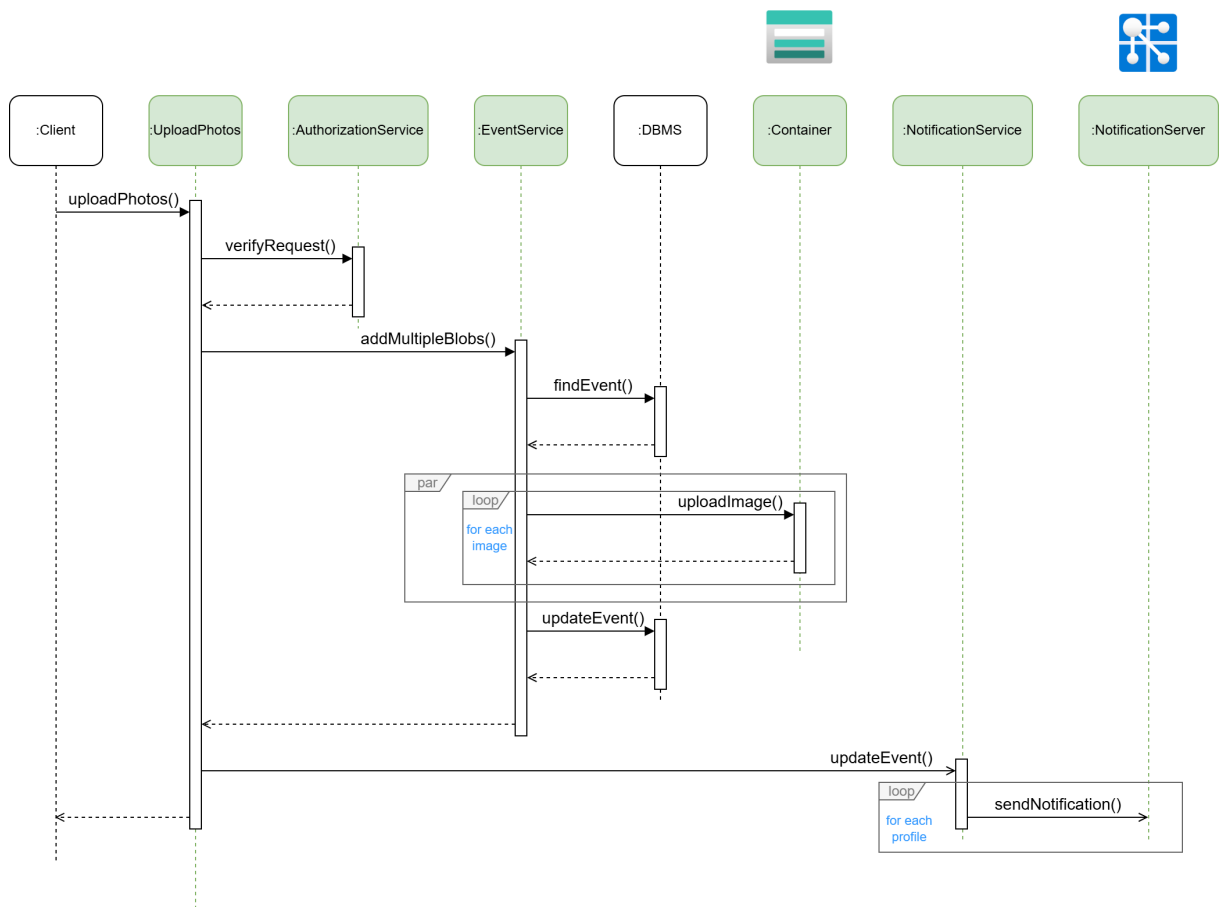 :Client
:UploadPhotos
:AuthorizationService
:EventService
:DBMS
:Container
:NotificationService
:NotificationServer
uploadPhotos()
verifyRequest()
addMultipleBlobs()
findEvent()
par
loop
uploadImage()
for each
image
updateEvent()
updateEvent()
loop
sendNotification()
for each
profile